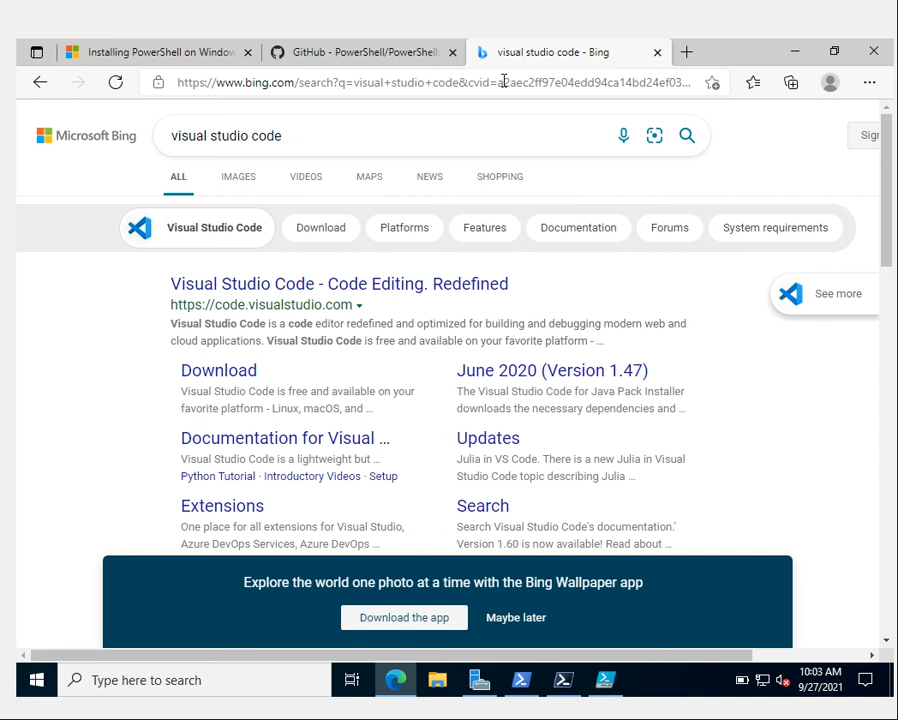 Installing PowerShell on Window
GitHub - PowerShell/PowerShell:
visual studio code - Bing
https://www.bing.com/search?q=visual+studio+code&cvid=a2aec2ff97e04edd94ca14bd24ef03...
Microsoft Bing
visual studio code
Sign
ALL
IMAGES
VIDEOS
MAPS
NEWS
SHOPPING
Visual Studio Code
Download
Platforms
Features
Documentation
Forums
System requirements
Visual Studio Code - Code Editing. Redefined
https://code.visualstudio.com
See more
Visual Studio Code is a code editor redefined and optimized for building and debugging modern web and
cloud applications. Visual Studio Code is free and available on your favorite platform - ...
Download
Visual Studio Code is free and available on your
favorite platform - Linux, macOS, and ...
June 2020 (Version 1.47)
The Visual Studio Code for Java Pack Installer
downloads the necessary dependencies and ...
Documentation for Visual ...
Visual Studio Code is a lightweight but ...
Python Tutorial · Introductory Videos · Setup
Updates
Julia in VS Code. There is a new Julia in Visual
Studio Code topic describing Julia ...
Extensions
One place for all extensions for Visual Studio,
Azure DevOps Services, Azure DevOps ...
Search
Search Visual Studio Code's documentation.'
Version 1.60 is now available! Read about ...
Explore the world one photo at a time with the Bing Wallpaper app
Download the app
Maybe later
Type here to search
10:03 AM
9/27/2021